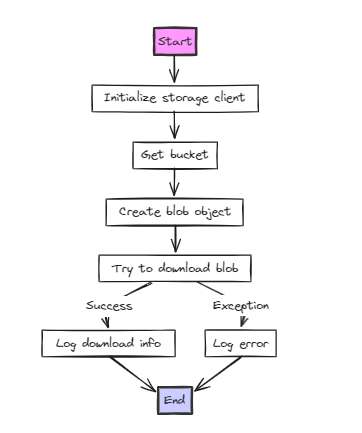 Start
Initialize storage client
Get bucket
Create blob object
Try to download blob
Success
Exception
Log download info
Log error
End